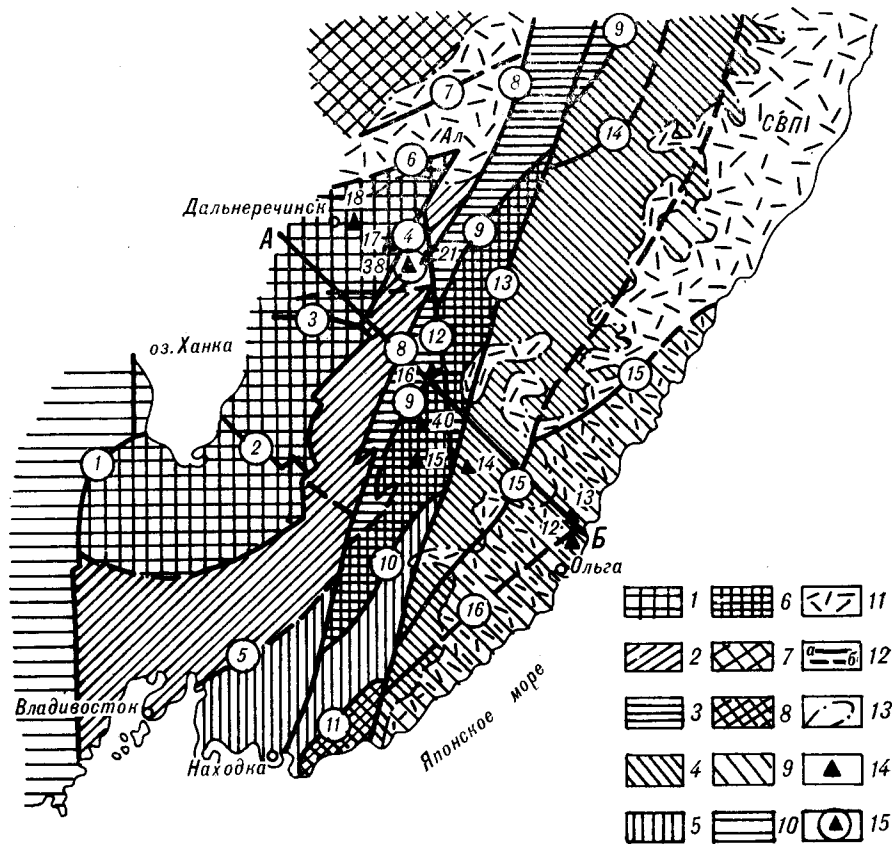 9
8
7
СВП
Ал
14
6
Дальнереченск
18
А
17
4
9
38
21
13
3
12
оз. Ханка
8
16
15
9
40
2
1
15
14
15
13
12
Б
Ольга
10
16
5
Владивосток
11
Находка
Японское море
1 6 11
2 7 а б 12
3 8 13
4 9 14
5 10 15